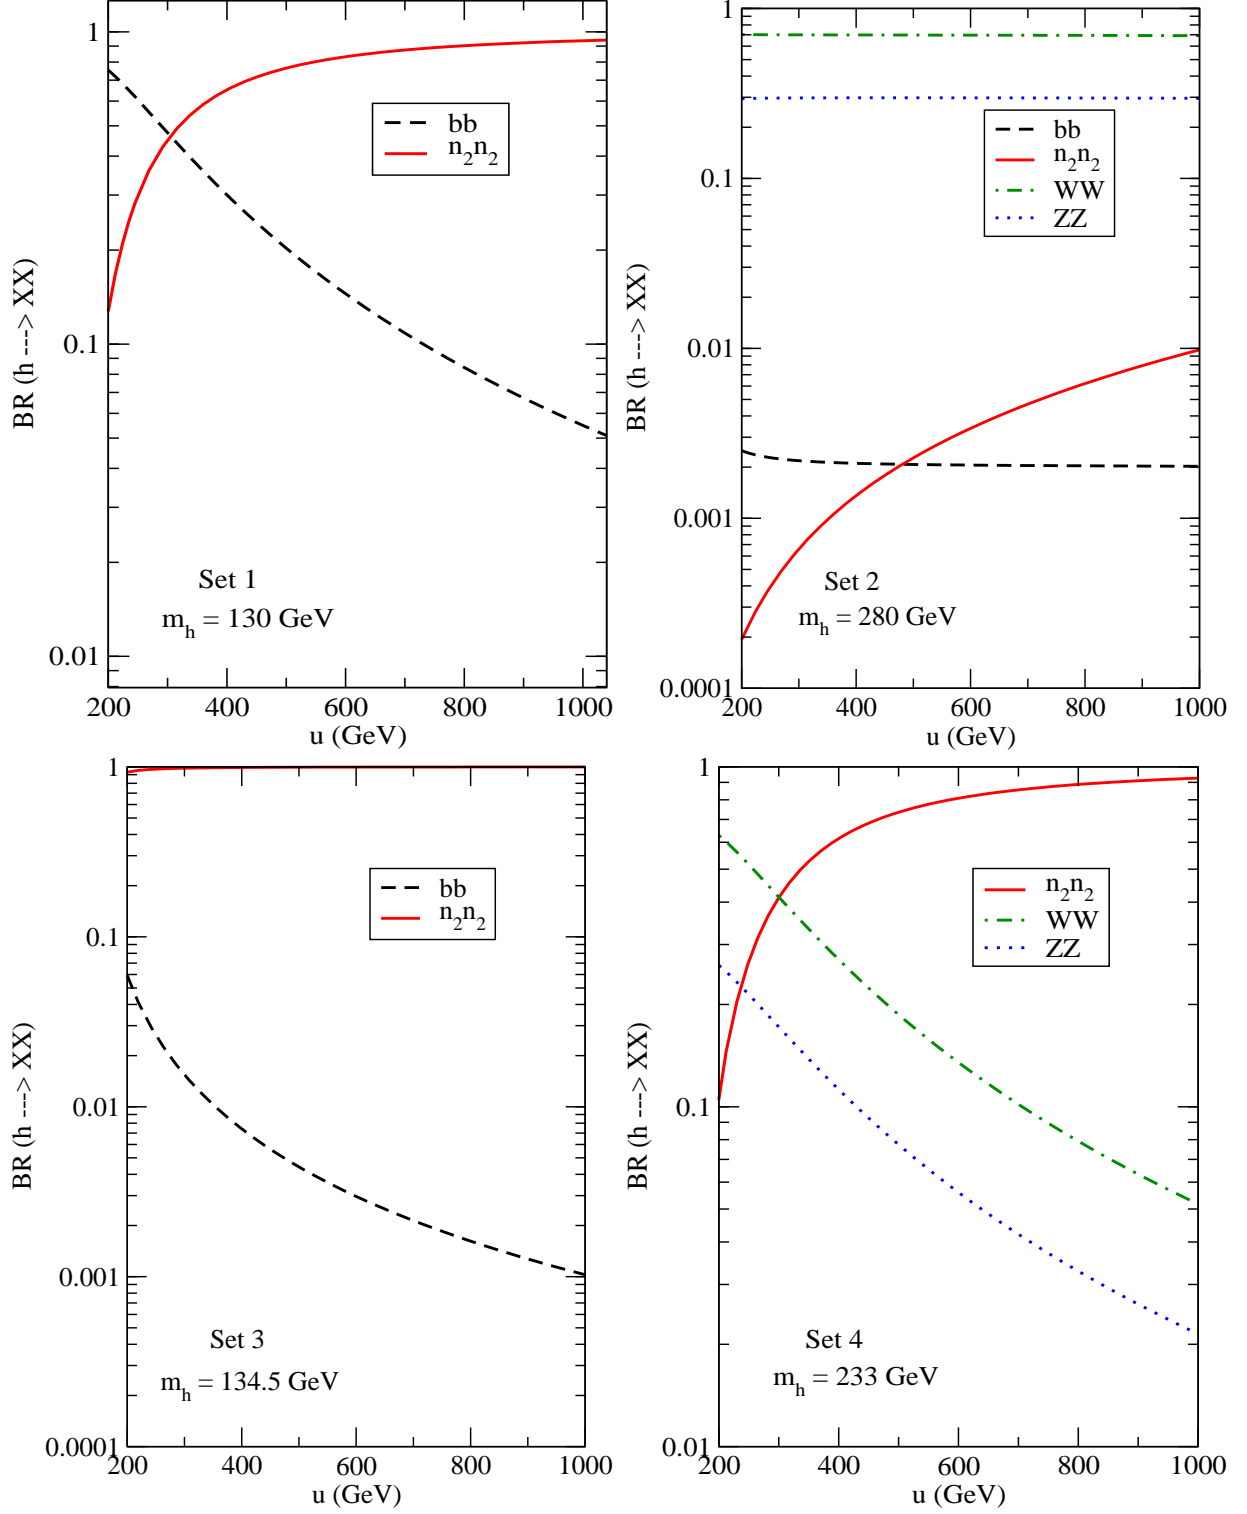 1
0.1
0.01
BR (h ---> XX)
bb
n₂n₂
Set 1
m_h = 130 GeV
200 400 600 800 1000
u (GeV)
1
0.1
0.01
0.001
0.0001
BR (h ---> XX)
bb
n₂n₂
WW
ZZ
Set 2
m_h = 280 GeV
200 400 600 800 1000
u (GeV)
1
0.1
0.01
0.001
0.0001
BR (h ---> XX)
bb
n₂n₂
Set 3
m_h = 134.5 GeV
200 400 600 800 1000
u (GeV)
1
0.1
0.01
BR (h ---> XX)
n₂n₂
WW
ZZ
Set 4
m_h = 233 GeV
200 400 600 800 1000
u (GeV)